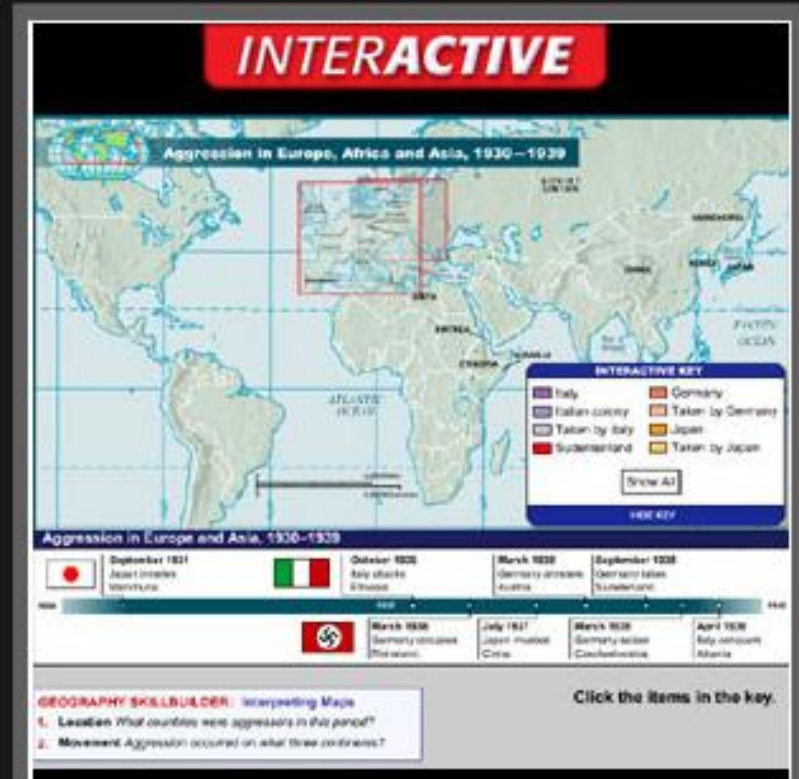 INTERACTIVE
Aggression in Europe, Africa and Asia, 1930–1939
SOVIET UNION
MANCHURIA
CHINA
KOREA
JAPAN
LIBYA
ERITREA
ETHIOPIA
SOMALIA
PACIFIC
OCEAN
ATLANTIC
OCEAN
INTERACTIVE KEY
Italy
Germany
Italian colony
Taken by Germany
Taken by Italy
Japan
Sudetenland
Taken by Japan
Show All
HIDE KEY
Aggression in Europe and Asia, 1930–1939
September 1931
Japan invades
Manchuria
October 1935
Italy attacks
Ethiopia
March 1938
Germany annexes
Austria
September 1938
Germany takes
Sudetenland
March 1936
Germany occupies
Rhineland
July 1937
Japan invades
China
March 1939
Germany seizes
Czechoslovakia
April 1939
Italy conquers
Albania
Click the items in the key.
GEOGRAPHY SKILLBUILDER: Interpreting Maps
1. Location What countries were aggressors in this period?
2. Movement Aggression occurred on what three continents?